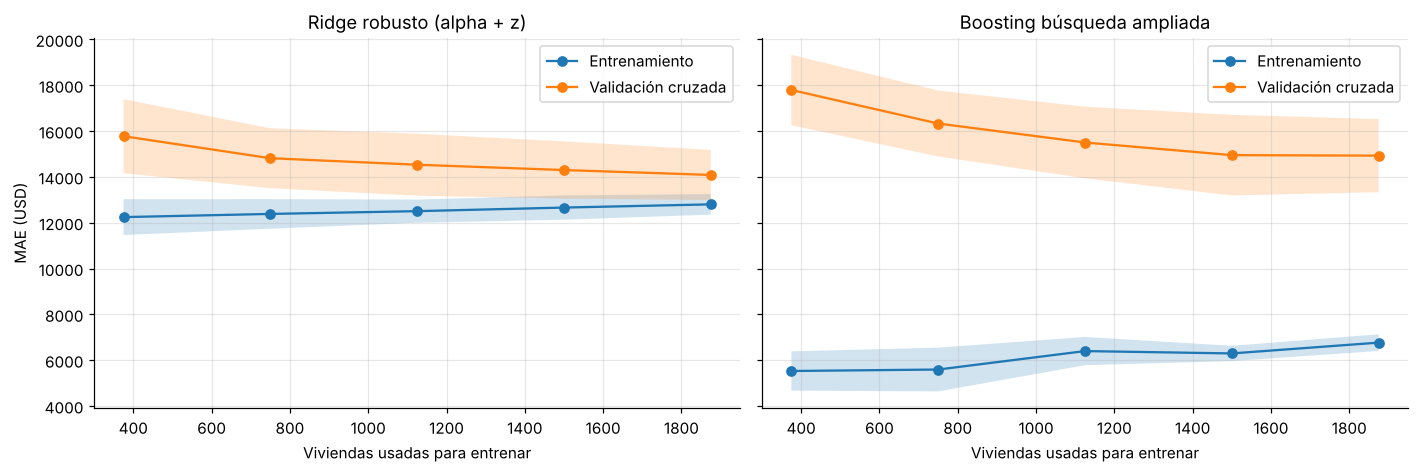 Ridge robusto (alpha + z)
20000
18000
16000
14000
12000
10000
8000
6000
4000
MAE (USD)
Entrenamiento
Validación cruzada
400 600 800 1000 1200 1400 1600 1800
Viviendas usadas para entrenar
Boosting búsqueda ampliada
Entrenamiento
Validación cruzada
400 600 800 1000 1200 1400 1600 1800
Viviendas usadas para entrenar